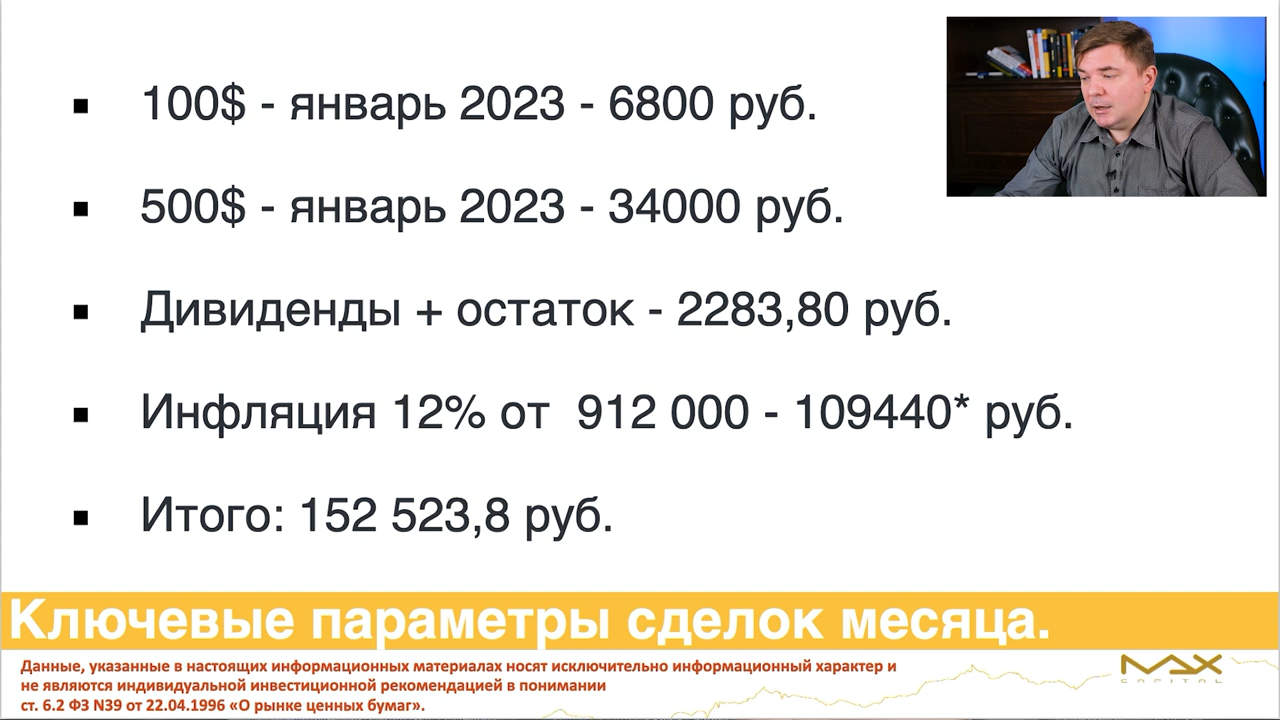 100$ - январь 2023 - 6800 руб.
500$ - январь 2023 - 34000 руб.
Дивиденды + остаток - 2283,80 руб.
Инфляция 12% от 912 000 - 109440* руб.
Итого: 152 523,8 руб.
Ключевые параметры сделок месяца.
Данные, указанные в настоящих информационных материалах носят исключительно информационный характер и
не являются индивидуальной инвестиционной рекомендацией в понимании
ст. 6.2 ФЗ N39 от 22.04.1996 «О рынке ценных бумаг».
MAX
CAPITAL